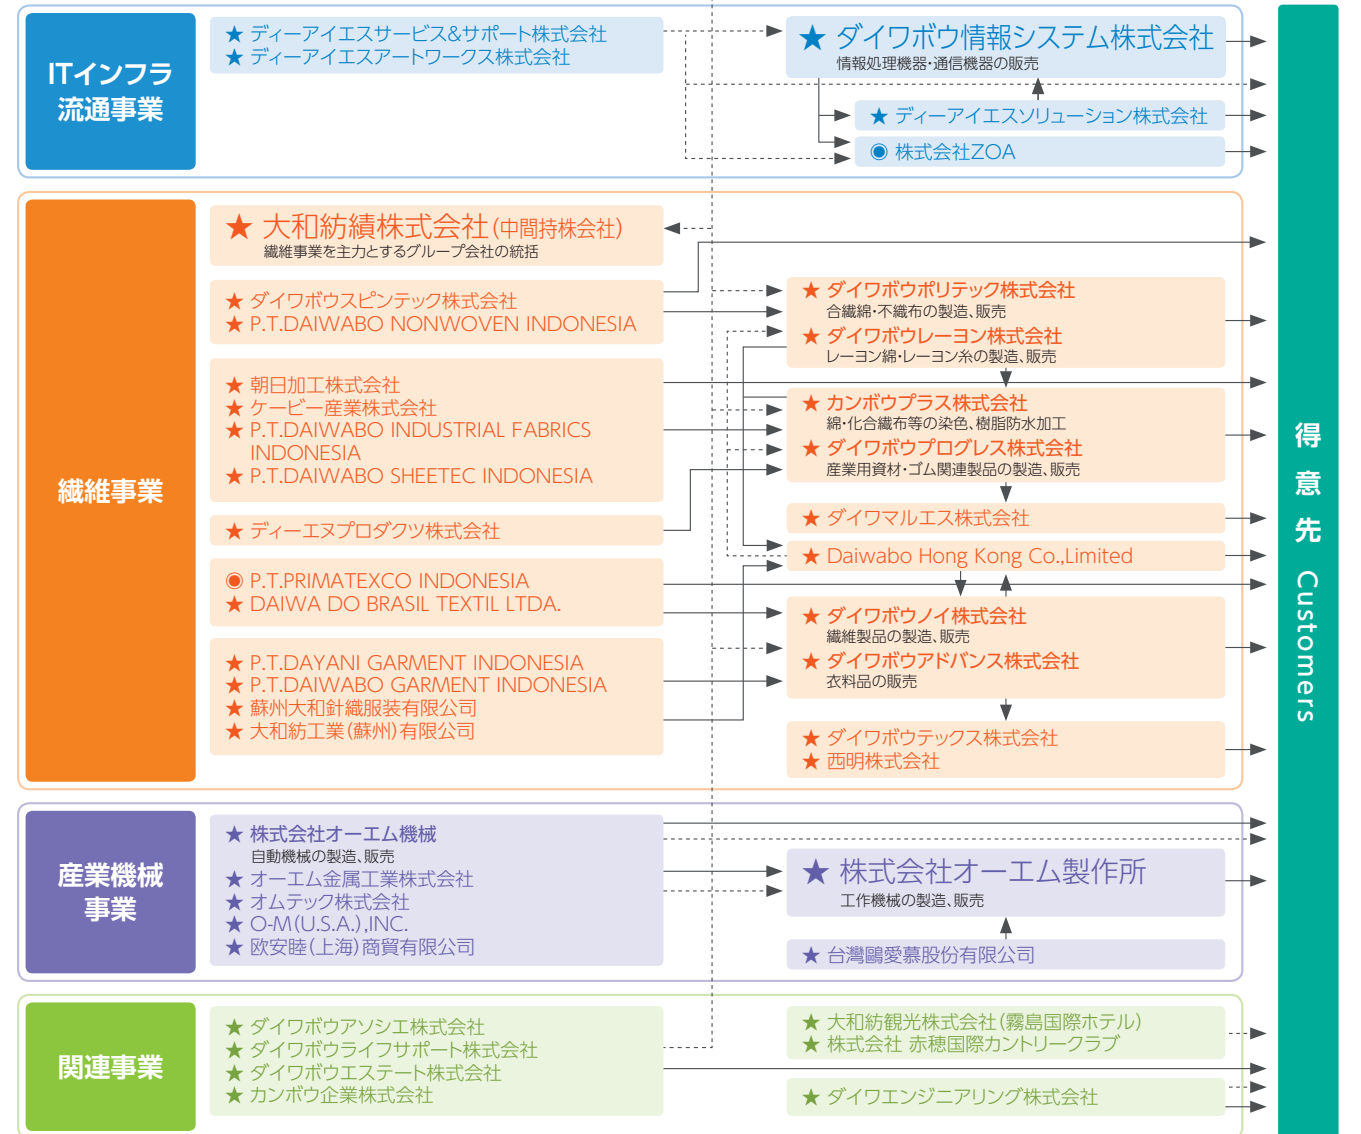 ITインフラ
流通事業
★ ディーアイエスサービス&サポート株式会社
★ ディーアイエスアートワークス株式会社
★ ダイワボウ情報システム株式会社
情報処理機器・通信機器の販売
★ ディーアイエスソリューション株式会社
◉ 株式会社ZOA
繊維事業
★ 大和紡績株式会社(中間持株会社)
繊維事業を主力とするグループ会社の統括
★ ダイワボウスピンテック株式会社
★ P.T.DAIWABO NONWOVEN INDONESIA
★ 朝日加工株式会社
★ ケービー産業株式会社
★ P.T.DAIWABO INDUSTRIAL FABRICS
INDONESIA
★ P.T.DAIWABO SHEETEC INDONESIA
★ ディーエヌプロダクツ株式会社
◉ P.T.PRIMATEXCO INDONESIA
★ DAIWA DO BRASIL TEXTIL LTDA.
★ P.T.DAYANI GARMENT INDONESIA
★ P.T.DAIWABO GARMENT INDONESIA
★ 蘇州大和針織服装有限公司
★ 大和紡工業(蘇州)有限公司
★ ダイワボウポリテック株式会社
合繊綿・不織布の製造、販売
★ ダイワボウレーヨン株式会社
レーヨン綿・レーヨン糸の製造、販売
★ カンボウプラス株式会社
綿・化合繊布等の染色、樹脂防水加工
★ ダイワボウプログレス株式会社
産業用資材・ゴム関連製品の製造、販売
★ ダイワマルエス株式会社
★ Daiwabo Hong Kong Co.,Limited
★ ダイワボウノイ株式会社
繊維製品の製造、販売
★ ダイワボウアドバンス株式会社
衣料品の販売
★ ダイワボウテックス株式会社
★ 西明株式会社
産業機械
事業
★ 株式会社オーエム機械
自動機械の製造、販売
★ オーエム金属工業株式会社
★ オムテック株式会社
★ O-M(U.S.A.),INC.
★ 欧安睦(上海)商貿有限公司
★ 株式会社オーエム製作所
工作機械の製造、販売
★ 台灣鷗愛慕股份有限公司
関連事業
★ ダイワボウアソシエ株式会社
★ ダイワボウライフサポート株式会社
★ ダイワボウエステート株式会社
★ カンボウ企業株式会社
★ 大和紡観光株式会社(霧島国際ホテル)
★ 株式会社 赤穂国際カントリークラブ
★ ダイワエンジニアリング株式会社
得意先 Customers